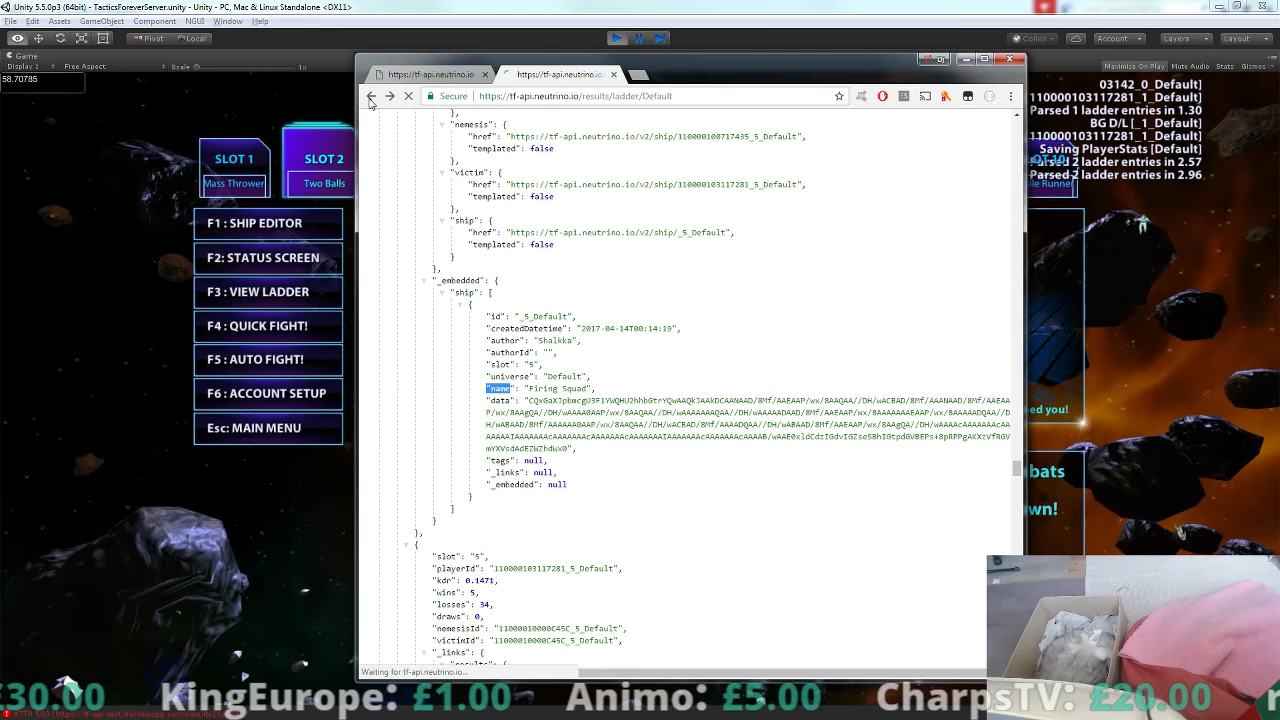 Unity 5.5.0p3 (64bit) - TacticsForeverServer.unity - Unity - PC, Mac & Linux Standalone <DX11>
File Edit Assets GameObject Component NGUI Window Help
Pivot Local Collab Account Layers Layout
Game
Display 1 Free Aspect Scale 1x Maximize On Play Mute Audio Stats Gizmos
58.70785
https://tf-api.neutrino.io × https://tf-api.neutrino.io ×
Secure https://tf-api.neutrino.io/results/ladder/Default
03142_0_Default]
110000103117281_1_Default]
Parsed 1 ladder entries in 1.30
BG D/L [_1_Default]
110000103117281_1_Default]
Saving PlayerStats [Default]
Parsed 2 ladder entries in 2.57
Parsed 2 ladder entries in 2.96
SLOT 1
Mass Thrower
SLOT 2
Two Balls
SLOT 10
ile Runner
F1 : SHIP EDITOR
F2: STATUS SCREEN
F3 : VIEW LADDER
F4 : QUICK FIGHT!
F5 : AUTO FIGHT!
F6 : ACCOUNT SETUP
Esc: MAIN MENU
},
"nemesis": {
"href": "https://tf-api.neutrino.io/v2/ship/110000100717435_5_Default",
"templated": false
},
"victim": {
"href": "https://tf-api.neutrino.io/v2/ship/110000103117281_5_Default",
"templated": false
},
"ship": {
"href": "https://tf-api.neutrino.io/v2/ship/_5_Default",
"templated": false
}
},
"_embedded": {
"ship": [
{
"id": "_5_Default",
"createdDatetime": "2017-04-14T00:14:19",
"author": "Shalkka",
"authorId": "",
"slot": "5",
"universe": "Default",
"name": "Firing Squad",
"data":
"tags": null,
"_links": null,
"_embedded": null
}
]
}
},
{
"slot": "5",
"playerId": "110000103117281_5_Default",
"kdr": 0.1471,
"wins": 5,
"losses": 34,
"draws": 0,
"nemesisId": "11000010000C45C_5_Default",
"victimId": "11000010000C45C_5_Default",
"_links": {
Waiting for tf-api.neutrino.io...
ed you!
bats
wn!
£30.00 KingEurope: £1.00 Animo: £5.00 CharpsTV: £20.00